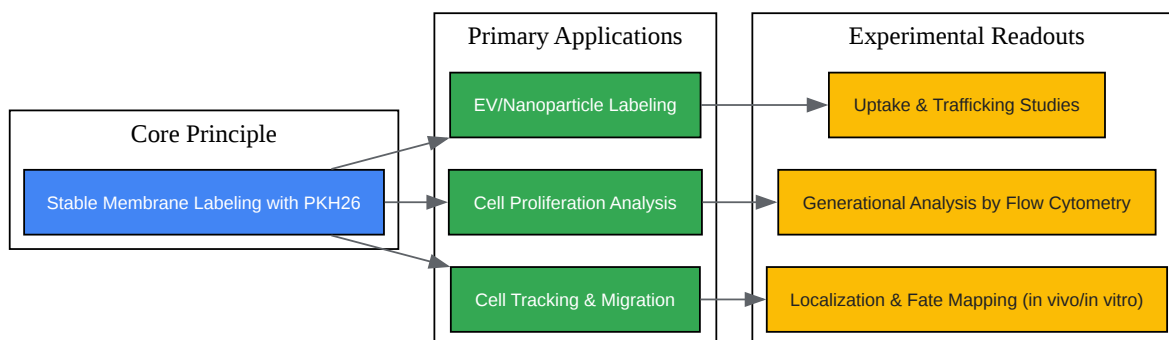 Core Principle
Stable Membrane Labeling with PKH26
Primary Applications
EV/Nanoparticle Labeling
Cell Proliferation Analysis
Cell Tracking & Migration
Experimental Readouts
Uptake & Trafficking Studies
Generational Analysis by Flow Cytometry
Localization & Fate Mapping (in vivo/in vitro)